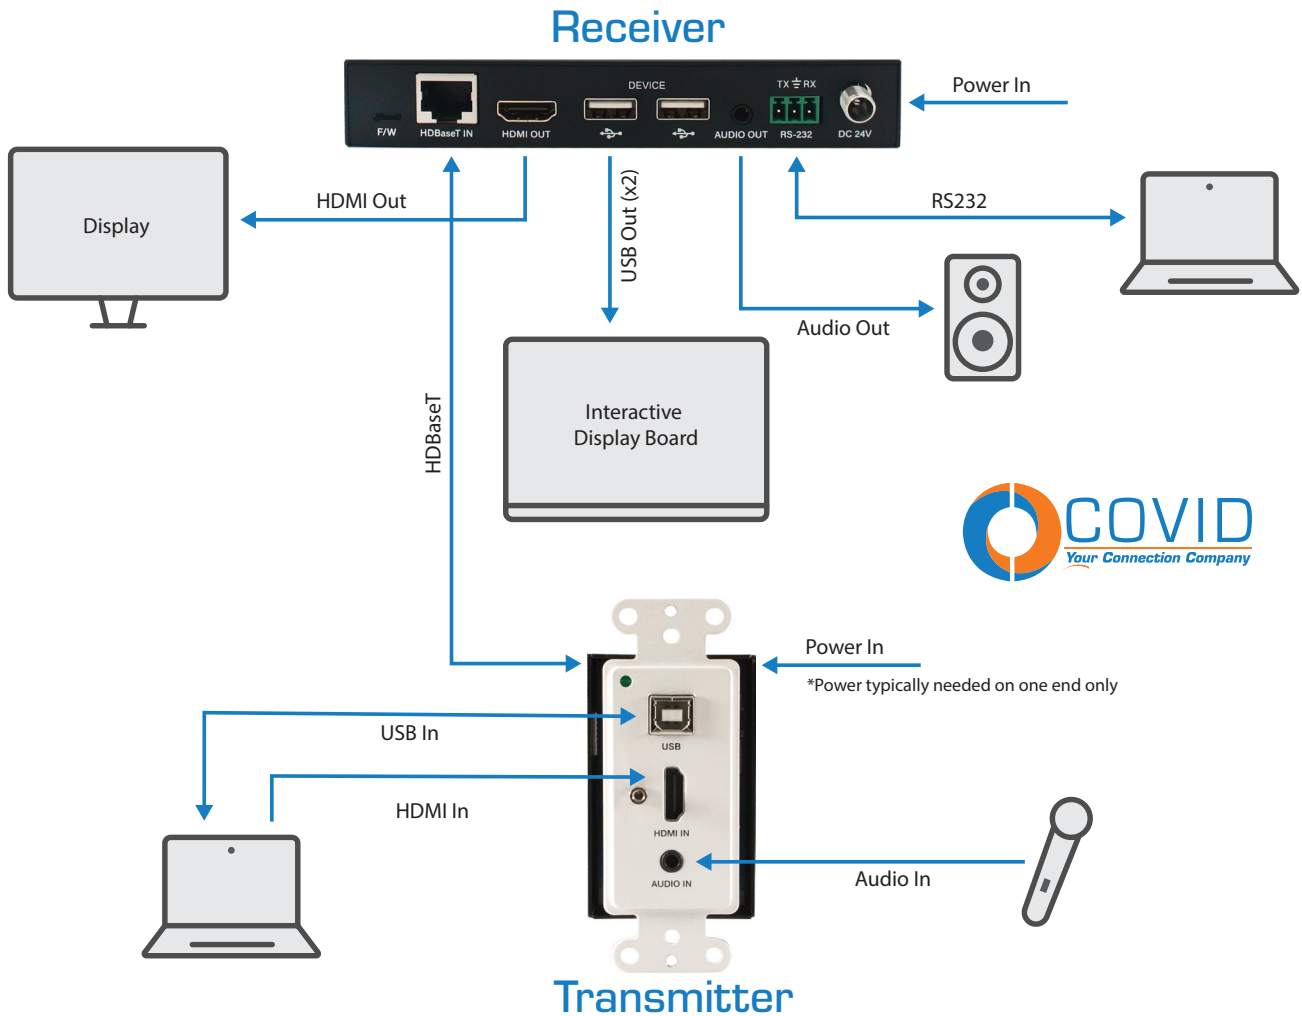 Receiver
DEVICE
TX RX
F/W
HDBaseT IN
HDMI OUT
AUDIO OUT
RS-232
DC 24V
Power In
HDMI Out
USB Out (x2)
RS232
Display
Audio Out
HDBaseT
Interactive
Display Board
COVID
Your Connection Company
Power In
*Power typically needed on one end only
USB In
USB
HDMI In
HDMI IN
AUDIO IN
Audio In
Transmitter